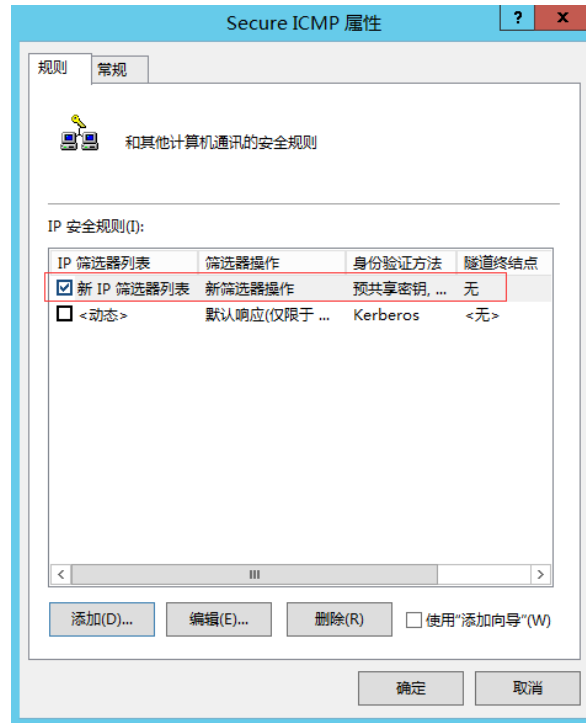 Secure ICMP 属性
? x
规则 常规
和其他计算机通讯的安全规则
IP 安全规则(I):
IP 筛选器列表 筛选器操作 身份验证方法 隧道终结点
新 IP 筛选器列表 新筛选器操作 预共享密钥, ... 无
<动态> 默认响应(仅限于 ... Kerberos <无>
添加(D)... 编辑(E)... 删除(R) 使用"添加向导"(W)
确定 取消